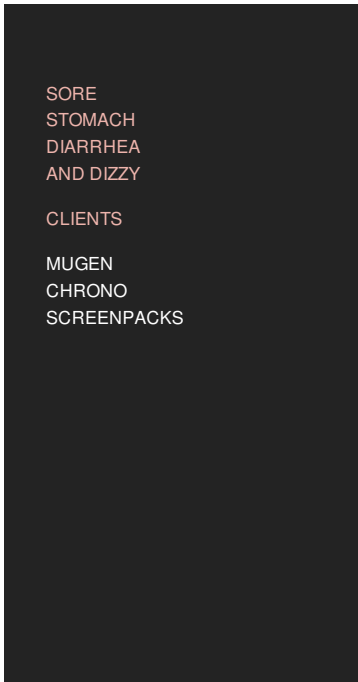 SORE
STOMACH
DIARRHEA
AND DIZZY
CLIENTS
MUGEN
CHRONO
SCREENPACKS